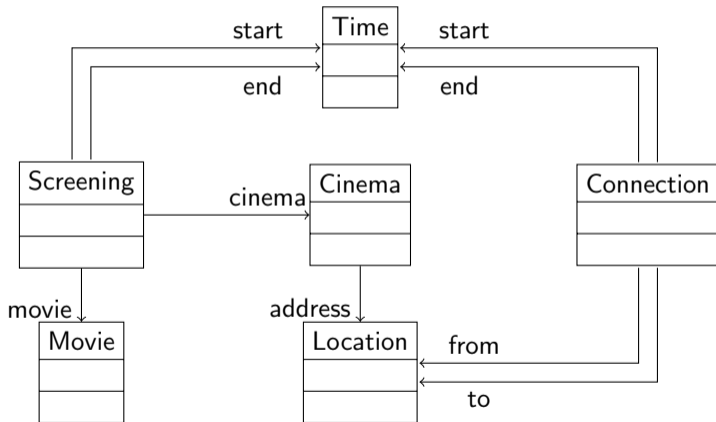 start
Time
start
end
end
Screening
Cinema
Connection
cinema
movie
address
Movie
Location
from
to